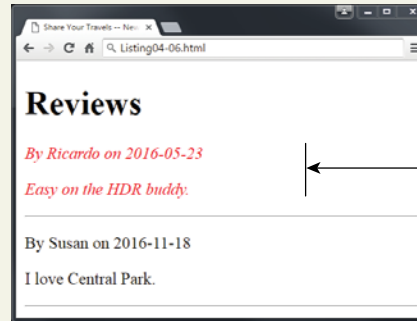 Share Your Travels -- New
Listing04-06.html
Reviews
By Ricardo on 2016-05-23
Easy on the HDR buddy.
By Susan on 2016-11-18
I love Central Park.